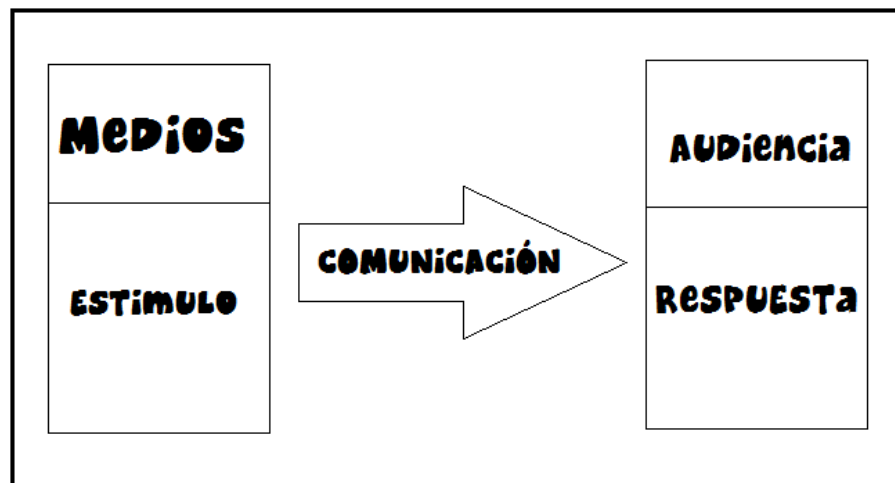 MEDIOS
ESTIMULO
COMUNICACIÓN
AUDIENCIA
RESPUESTA